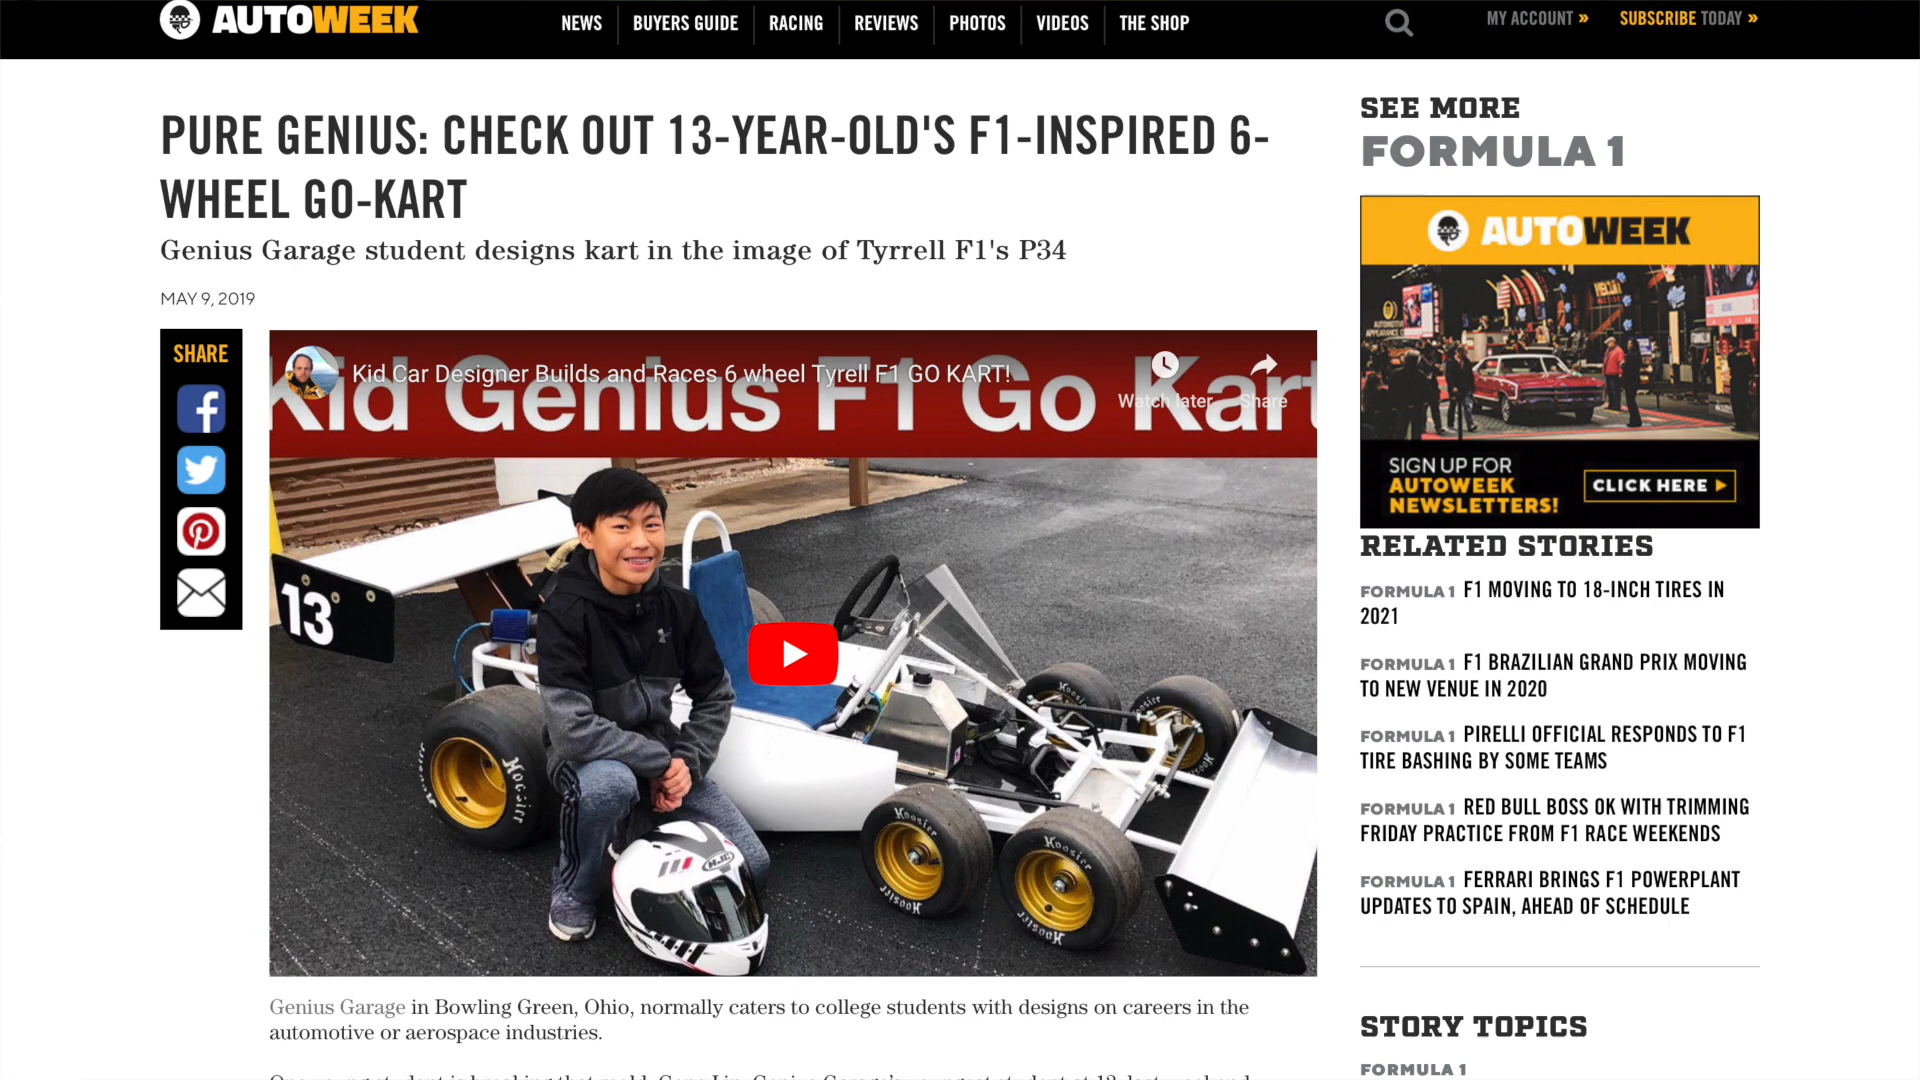 AUTOWEEK
NEWS
BUYERS GUIDE
RACING
REVIEWS
PHOTOS
VIDEOS
THE SHOP
MY ACCOUNT »
SUBSCRIBE TODAY »
PURE GENIUS: CHECK OUT 13-YEAR-OLD'S F1-INSPIRED 6-
WHEEL GO-KART
Genius Garage student designs kart in the image of Tyrrell F1's P34
MAY 9, 2019
SHARE
Kid Genius F1 Go Kart
Kid Car Designer Builds and Races 6 wheel Tyrell F1 GO KART!
Watch later
Share
13
Hoosier
Hoosier
Hoosier
Hoosier
Hoosier
Hoosier
Hoosier
HJC
Genius Garage in Bowling Green, Ohio, normally caters to college students with designs on careers in the
automotive or aerospace industries.
SEE MORE
FORMULA 1
AUTOWEEK
SIGN UP FOR
AUTOWEEK
NEWSLETTERS!
CLICK HERE
RELATED STORIES
FORMULA 1 F1 MOVING TO 18-INCH TIRES IN
2021
FORMULA 1 F1 BRAZILIAN GRAND PRIX MOVING
TO NEW VENUE IN 2020
FORMULA 1 PIRELLI OFFICIAL RESPONDS TO F1
TIRE BASHING BY SOME TEAMS
FORMULA 1 RED BULL BOSS OK WITH TRIMMING
FRIDAY PRACTICE FROM F1 RACE WEEKENDS
FORMULA 1 FERRARI BRINGS F1 POWERPLANT
UPDATES TO SPAIN, AHEAD OF SCHEDULE
STORY TOPICS
FORMULA 1